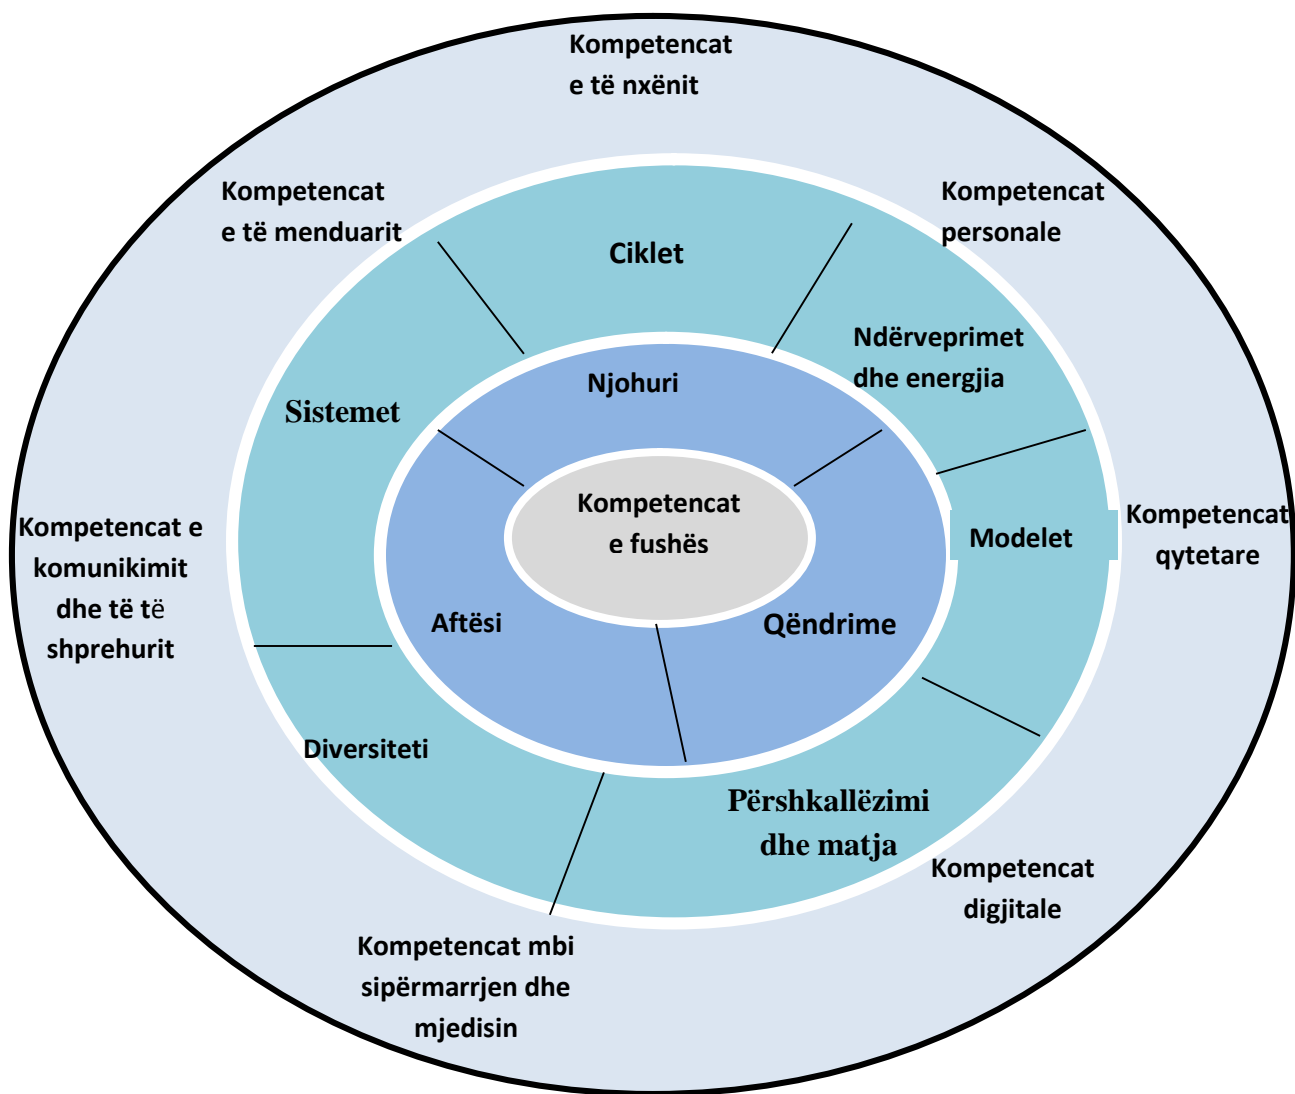 Kompetencat
e të nxënit
Kompetencat
e të menduarit
Kompetencat
personale
Ciklet
Ndërveprimet
dhe energjia
Njohuri
Sistemet
Kompetencat
e fushës
Modelet
Kompetencat
qytetare
Kompetencat e
komunikimit
dhe të të
shprehurit
Aftësi
Qëndrime
Diversiteti
Përshkallëzimi
dhe matja
Kompetencat
digjitale
Kompetencat mbi
sipërmarrjen dhe
mjedisin